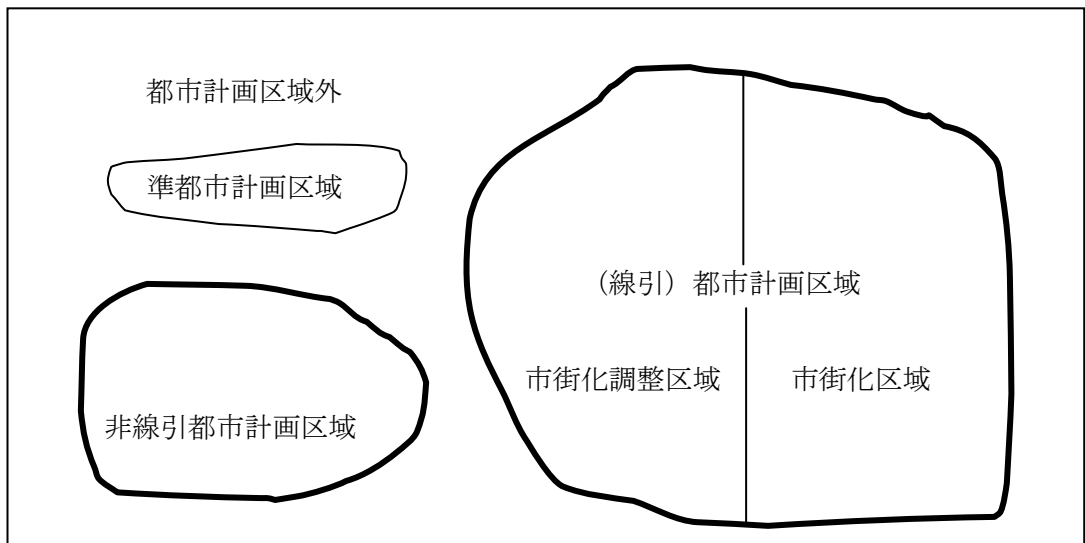 都市計画区域外
準都市計画区域
（線引）都市計画区域
市街化調整区域
市街化区域
非線引都市計画区域